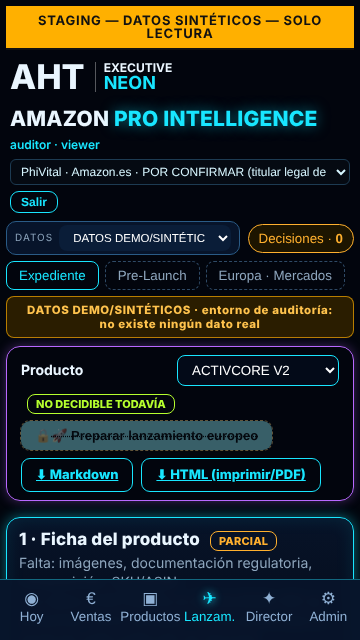 STAGING — DATOS SINTÉTICOS — SOLO
LECTURA
AHT EXECUTIVE
NEON
AMAZON PRO INTELLIGENCE
auditor · viewer
PhiVital · Amazon.es · POR CONFIRMAR (titular legal de
Salir
DATOS DATOS DEMO/SINTÉTIC Decisiones · 0
Expediente Pre-Launch Europa · Mercados
DATOS DEMO/SINTÉTICOS · entorno de auditoría:
no existe ningún dato real
Producto ACTIVCORE V2
NO DECIDIBLE TODAVÍA
🔒🚀 Preparar lanzamiento europeo
⬇ Markdown ⬇ HTML (imprimir/PDF)
1 · Ficha del producto PARCIAL
Falta: imágenes, documentación regulatoria,
Hoy Ventas Productos Lanzam. Director Admin